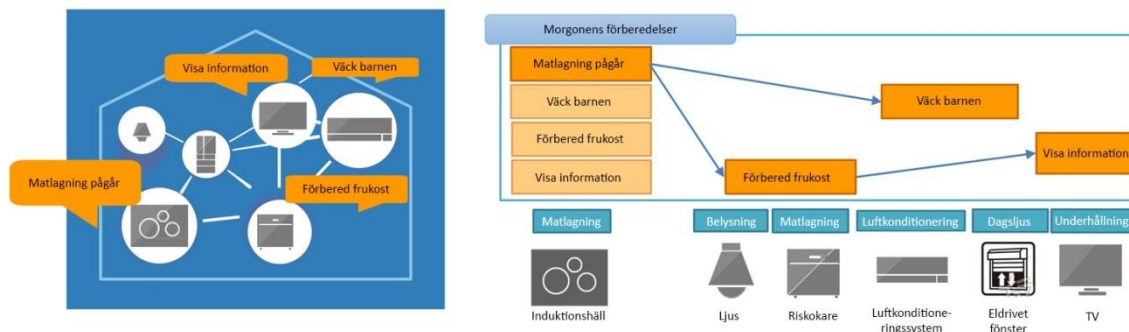 Visa information
Väck barnen
Matlagning pågår
Förbered frukost
Morgonens förberedelser
Matlagning pågår
Väck barnen
Förbered frukost
Visa information
Väck barnen
Förbered frukost
Visa information
Matlagning
Belysning
Matlagning
Luftkonditionering
Dagsljus
Underhållning
Induktionshäll
Ljus
Riskokare
Luftkonditione-
ringssystem
Eldrivet
fönster
TV